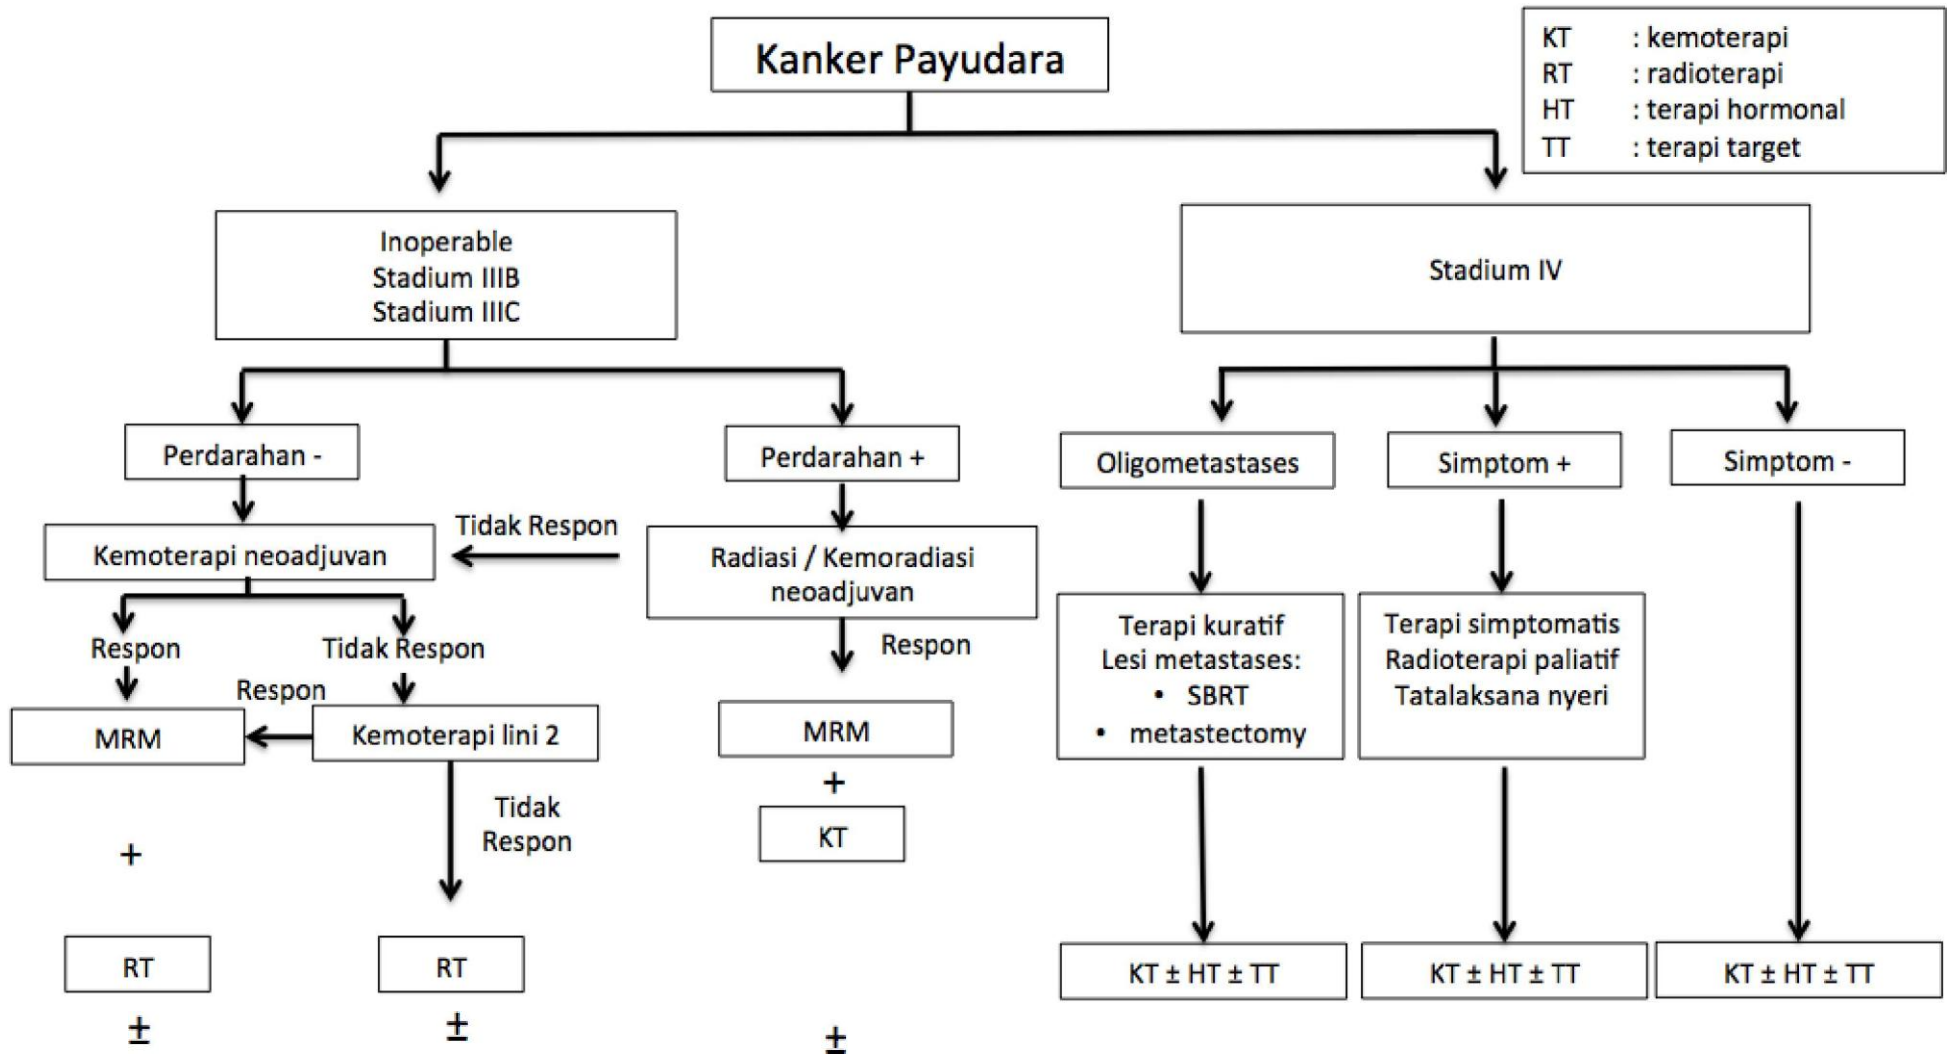 Kanker Payudara
KT : kemoterapi
RT : radioterapi
HT : terapi hormonal
TT : terapi target
Inoperable
Stadium IIIB
Stadium IIIC
Stadium IV
Perdarahan -
Perdarahan +
Oligometastases
Simptom +
Simptom -
Kemoterapi neoadjuvan
Tidak Respon
Radiasi / Kemoradiasi
neoadjuvan
Respon
Tidak Respon
Respon
Respon
MRM
Kemoterapi lini 2
MRM
+
KT
Tidak
Respon
+
RT
RT
±
±
±
Terapi kuratif
Lesi metastases:
• SBRT
• metastectomy
Terapi simptomatis
Radioterapi paliatif
Tatalaksana nyeri
KT ± HT ± TT
KT ± HT ± TT
KT ± HT ± TT